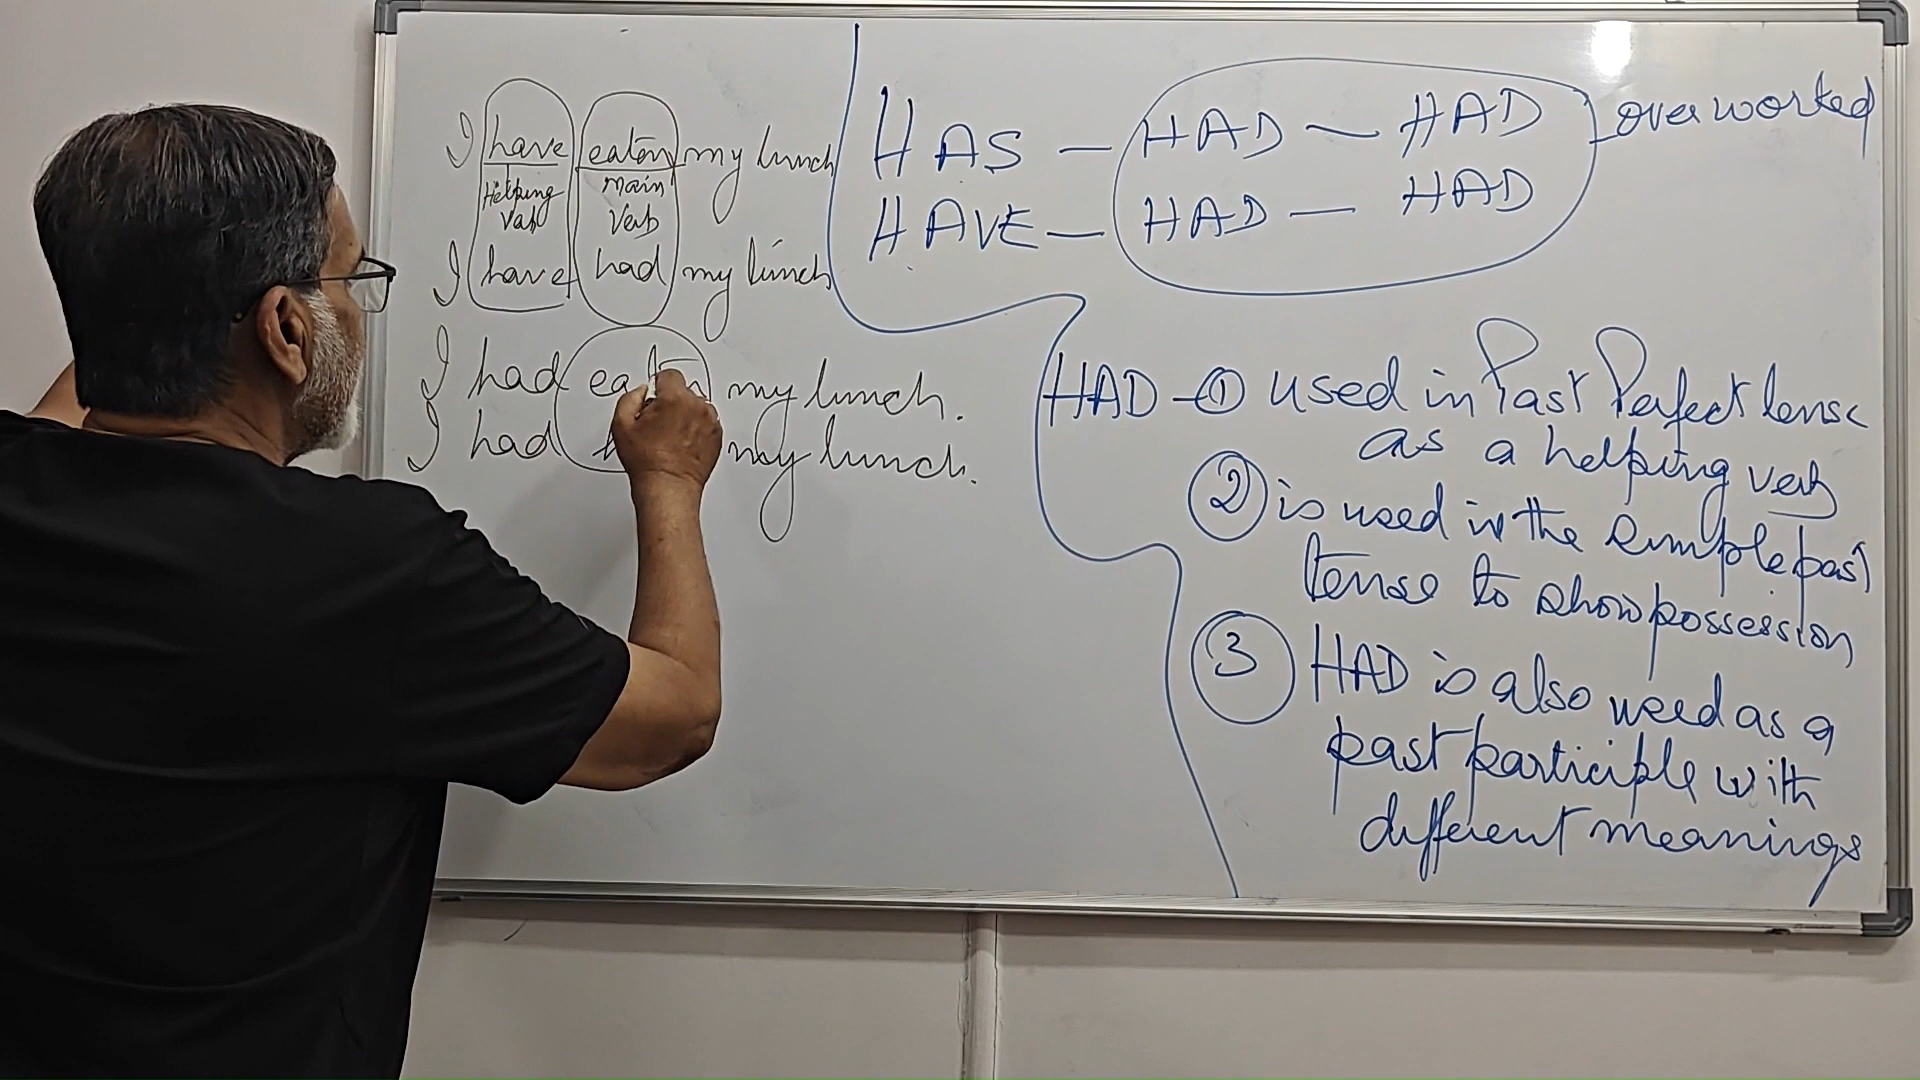 I have eaten my lunch
Helping Verb
main Verb
I have had my lunch
I had eaten my lunch.
I had my lunch.
HAS - HAD - HAD overworked
HAVE - HAD - HAD
HAD - ① used in Past Perfect tense
as a helping verb
② is used in the simple past
tense to show possession
③ HAD is also used as a
past participle with
different meanings